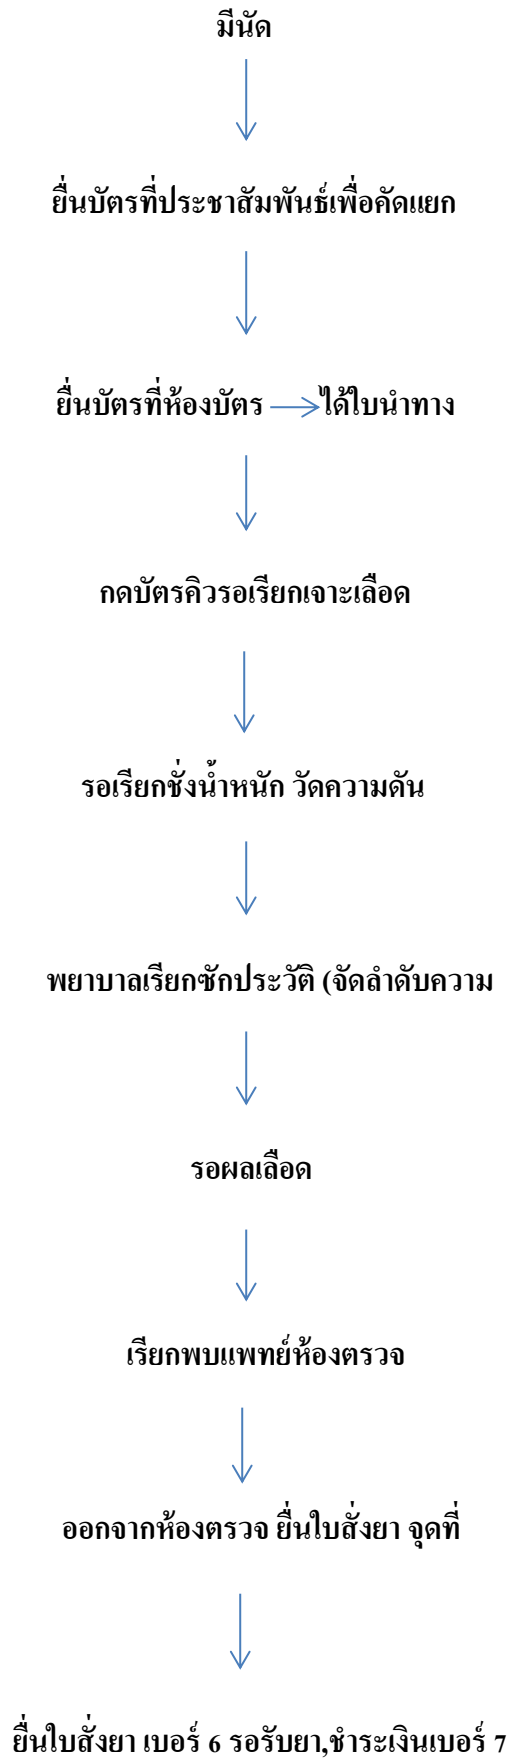 มีนัด
ยื่นบัตรที่ประชาสัมพันธ์เพื่อคัดแยก
ยื่นบัตรที่ห้องบัตร ได้ใบนำทาง
กดบัตรคิวรอเรียกเจาะเลือด
รอเรียกชั่งน้ำหนัก วัดความดัน
พยาบาลเรียกซักประวัติ (จัดลำดับความ
รอผลเลือด
เรียกพบแพทย์ห้องตรวจ
ออกจากห้องตรวจ ยื่นใบสั่งยา จุดที่
ยื่นใบสั่งยา เบอร์ 6 รอรับยา,ชำระเงินเบอร์ 7